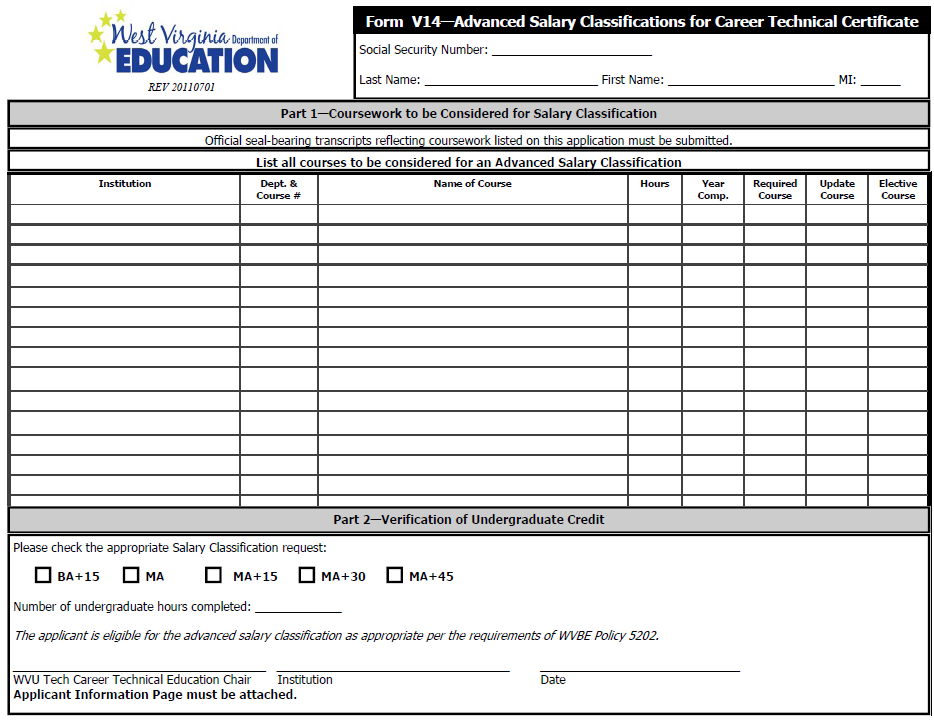 West Virginia Department of
EDUCATION
REV 20110701
Form V14—Advanced Salary Classifications for Career Technical Certificate
Social Security Number: ________________________
Last Name: __________________________ First Name: _________________________ MI: ______
Part 1—Coursework to be Considered for Salary Classification
Official seal-bearing transcripts reflecting coursework listed on this application must be submitted.
List all courses to be considered for an Advanced Salary Classification
Institution
Dept. &
Course #
Name of Course
Hours
Year
Comp.
Required
Course
Update
Course
Elective
Course
Part 2—Verification of Undergraduate Credit
Please check the appropriate Salary Classification request:
BA+15 MA MA+15 MA+30 MA+45
Number of undergraduate hours completed: _____________
The applicant is eligible for the advanced salary classification as appropriate per the requirements of WVBE Policy 5202.
WVU Tech Career Technical Education Chair Institution Date
Applicant Information Page must be attached.